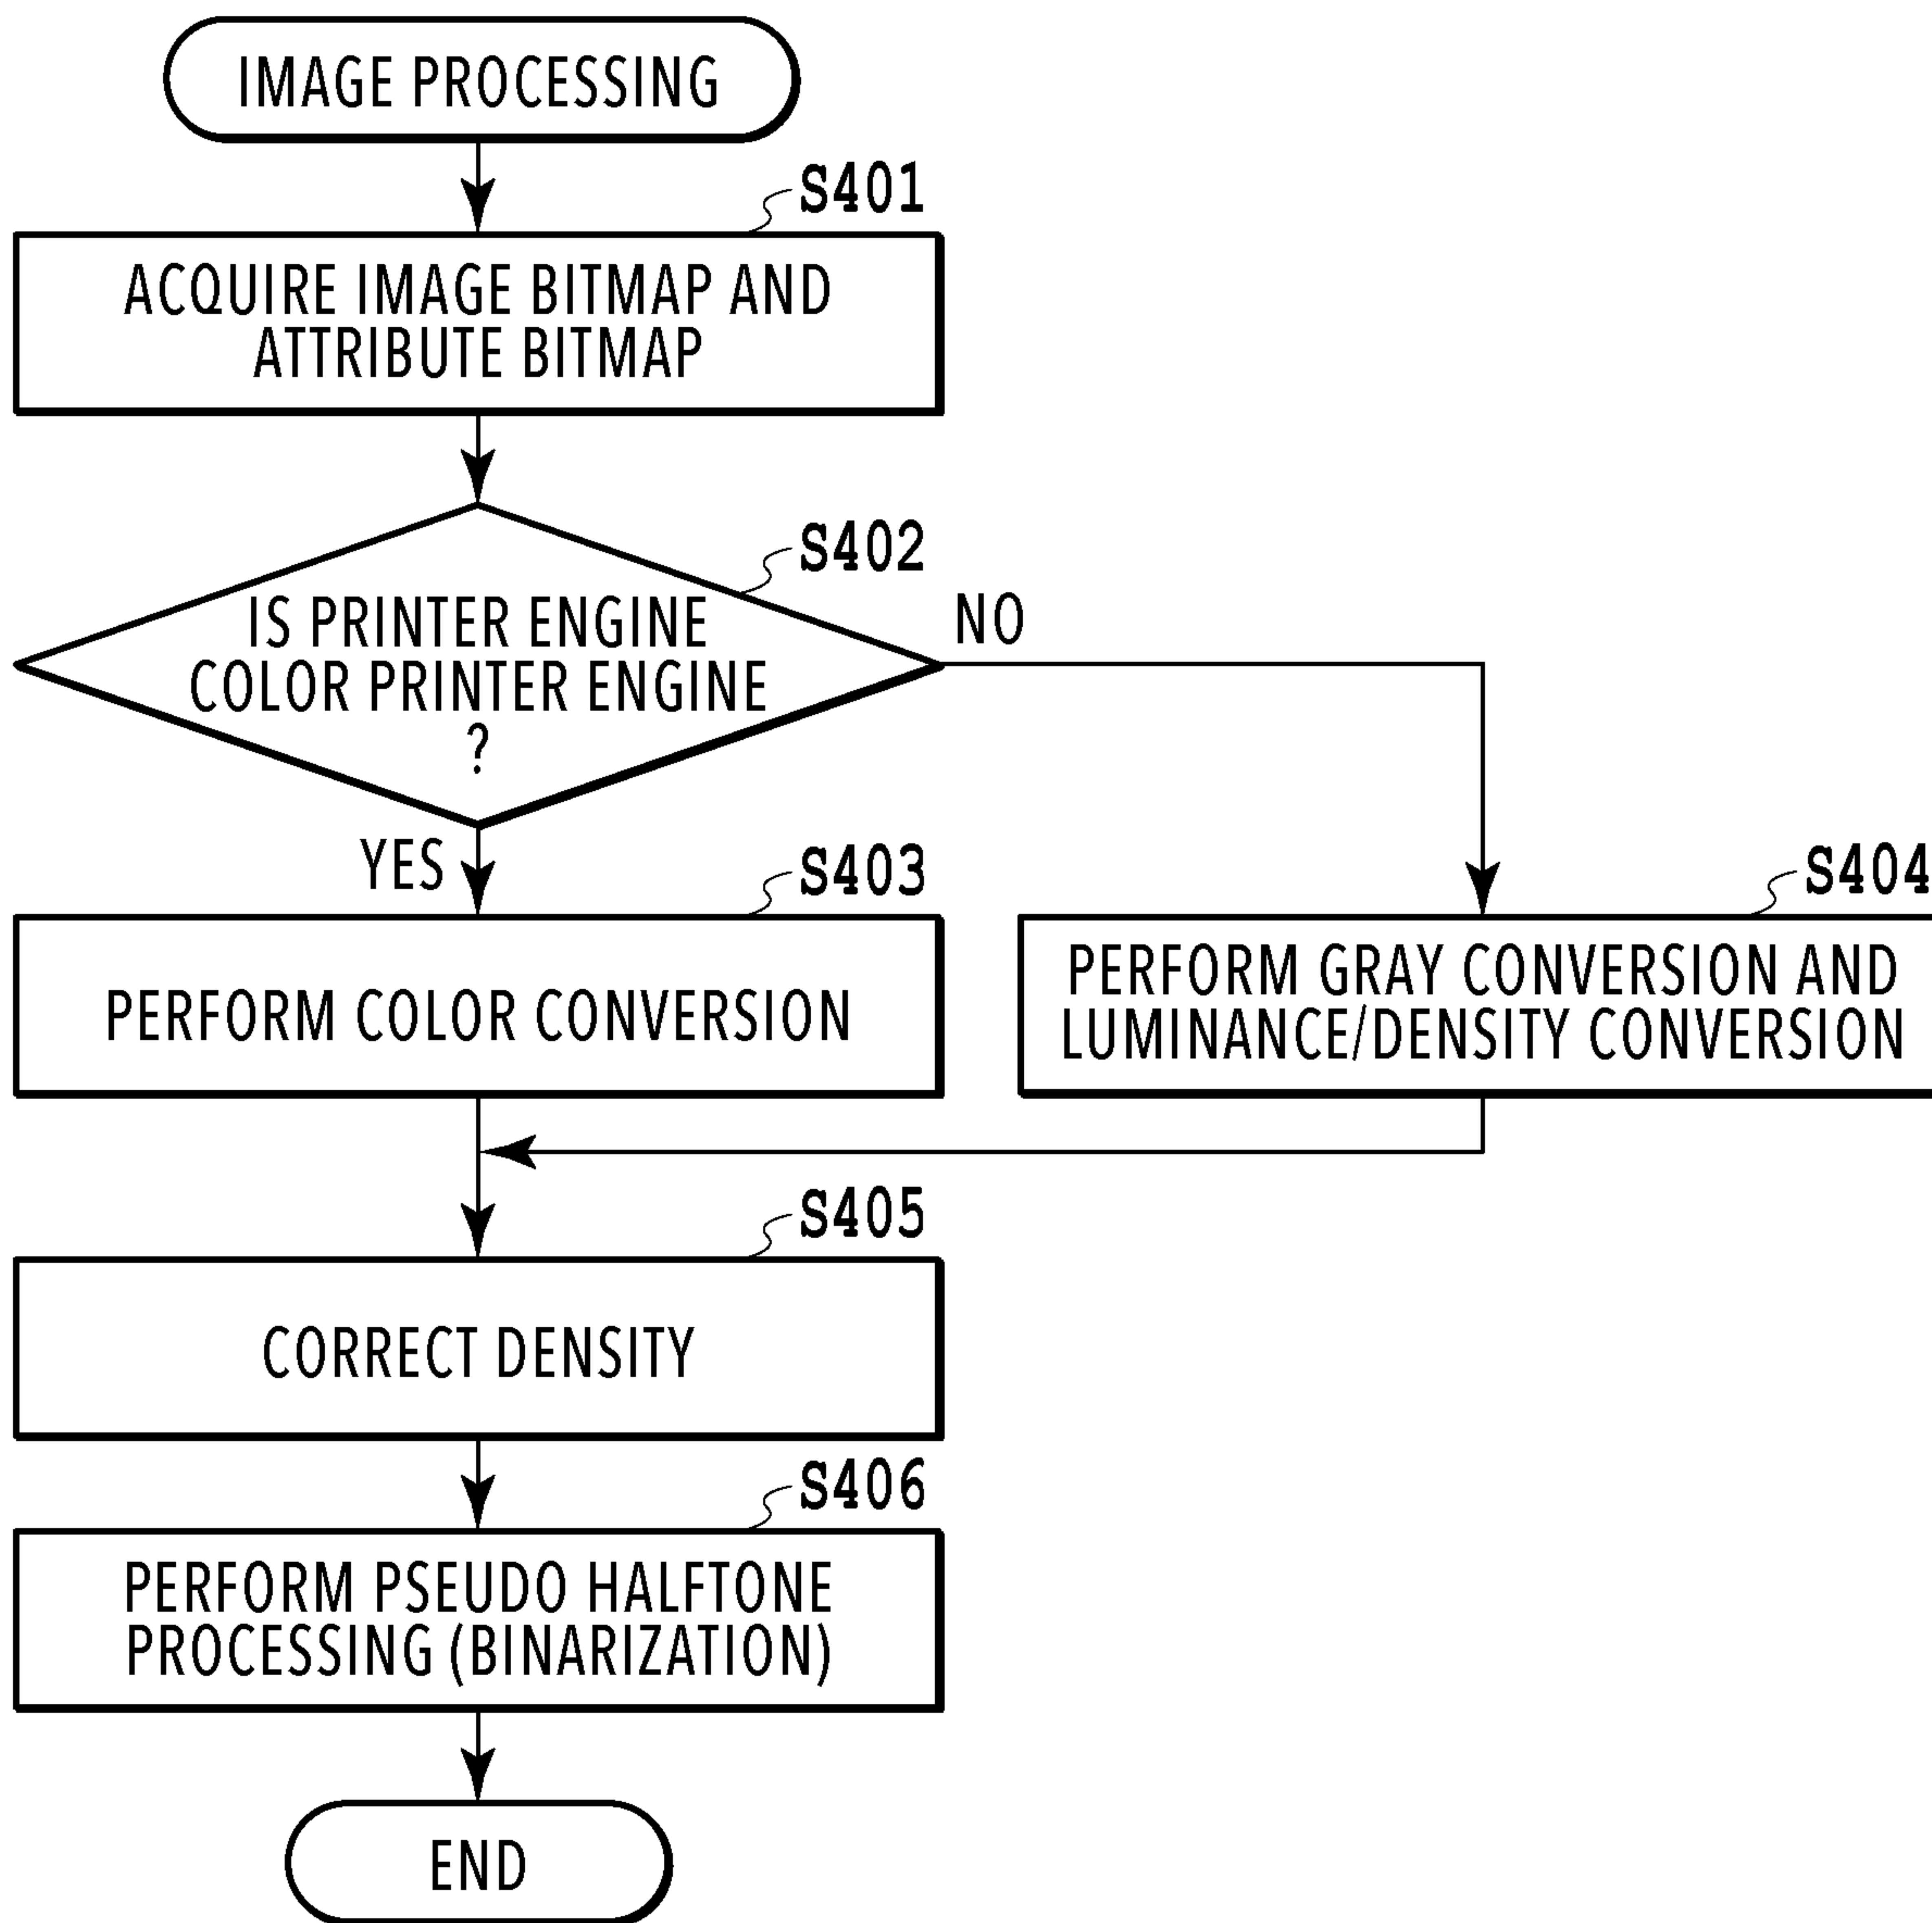 IMAGE PROCESSING
S401
ACQUIRE IMAGE BITMAP AND
ATTRIBUTE BITMAP
S402
IS PRINTER ENGINE
COLOR PRINTER ENGINE
?
NO
YES
S403
PERFORM COLOR CONVERSION
S404
PERFORM GRAY CONVERSION AND
LUMINANCE/DENSITY CONVERSION
S405
CORRECT DENSITY
S406
PERFORM PSEUDO HALFTONE
PROCESSING (BINARIZATION)
END